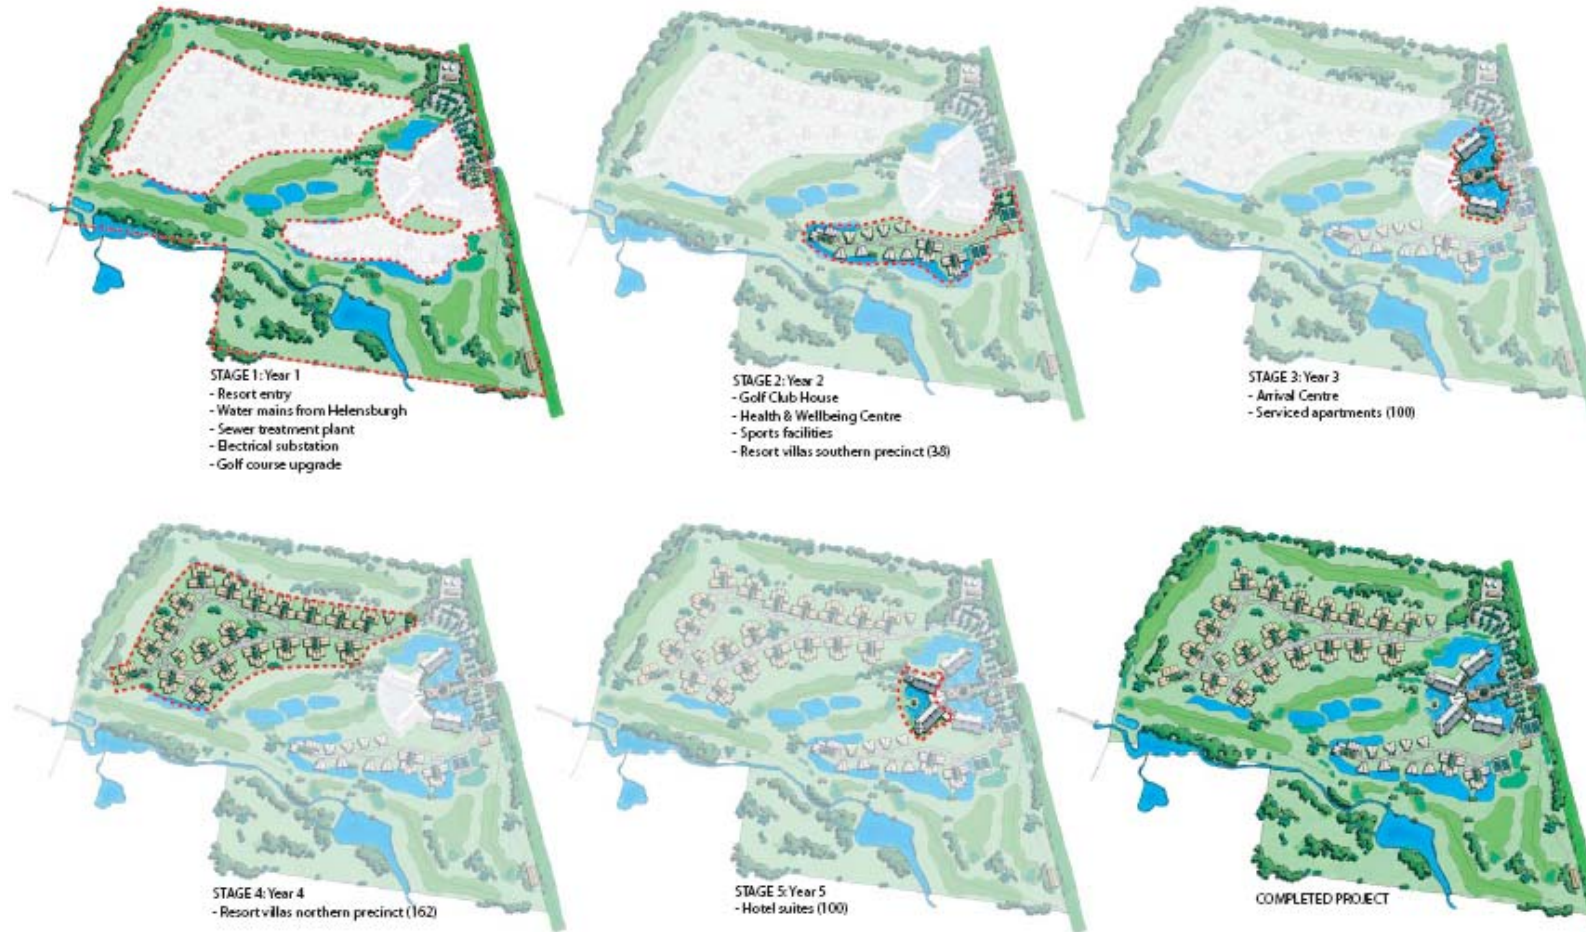 STAGE 1: Year 1
- Resort entry
- Water mains from Helensburgh
- Sewer treatment plant
- Electrical substation
- Golf course upgrade
STAGE 2: Year 2
- Golf Club House
- Health & Wellbeing Centre
- Sports facilities
- Resort villas southern precinct (38)
STAGE 3: Year 3
- Arrival Centre
- Serviced apartments (100)
STAGE 4: Year 4
- Resort villas northern precinct (162)
STAGE 5: Year 5
- Hotel suites (100)
COMPLETED PROJECT